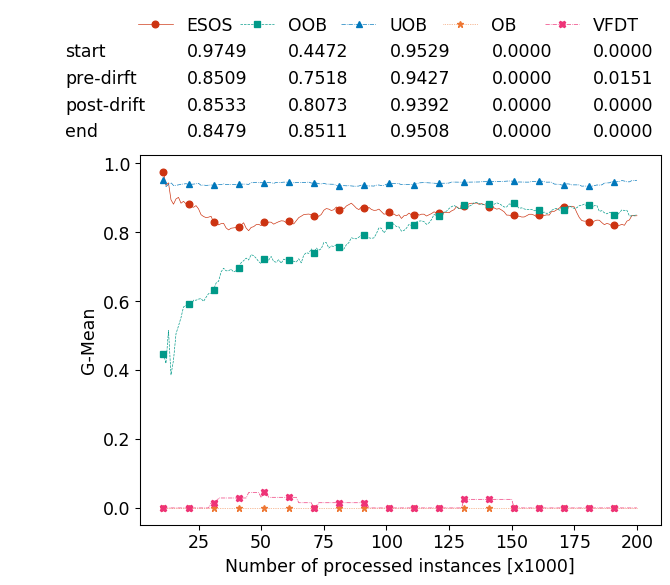 ESOS OOB UOB OB VFDT
start 0.9749 0.4472 0.9529 0.0000 0.0000
pre-dirft 0.8509 0.7518 0.9427 0.0000 0.0151
post-drift 0.8533 0.8073 0.9392 0.0000 0.0000
end 0.8479 0.8511 0.9508 0.0000 0.0000
1.0
0.8
0.6
0.4
0.2
0.0
G-Mean
25 50 75 100 125 150 175 200
Number of processed instances [x1000]